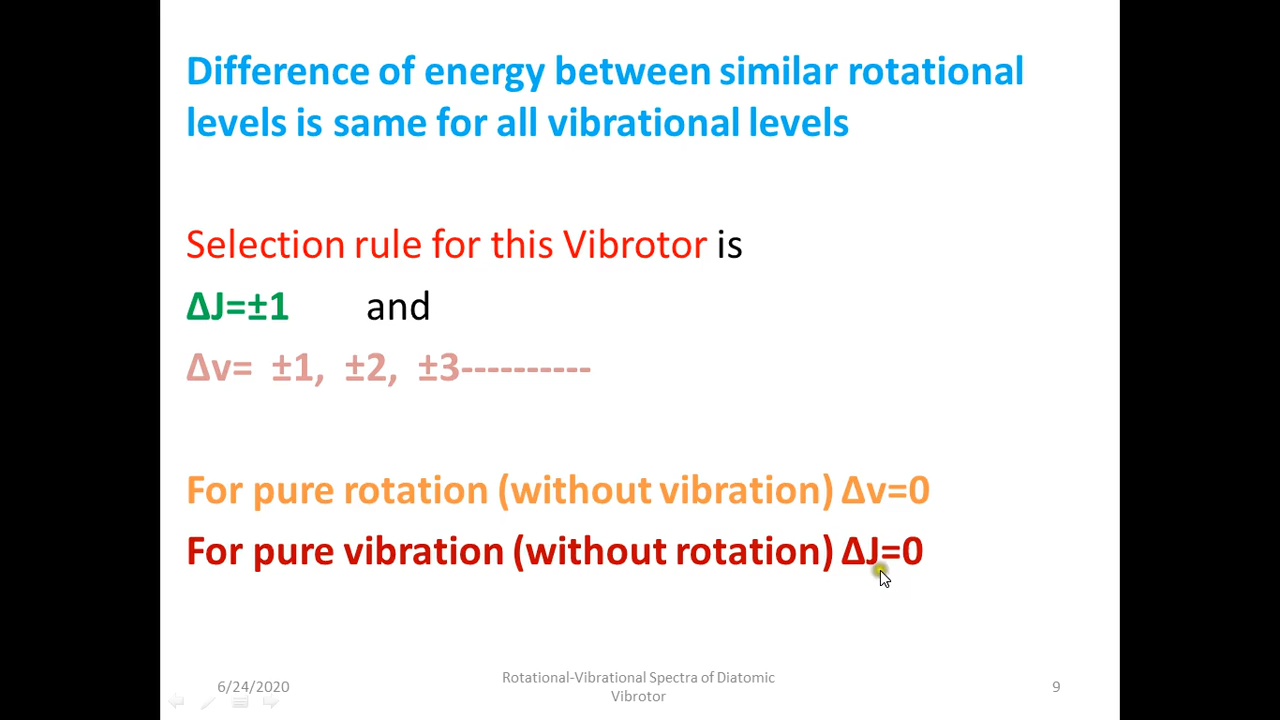 Difference of energy between similar rotational
levels is same for all vibrational levels
Selection rule for this Vibrotor is
ΔJ=±1 and
Δv= ±1, ±2, ±3----------
For pure rotation (without vibration) Δv=0
For pure vibration (without rotation) ΔJ=0
6/24/2020
Rotational-Vibrational Spectra of Diatomic
Vibrotor
9